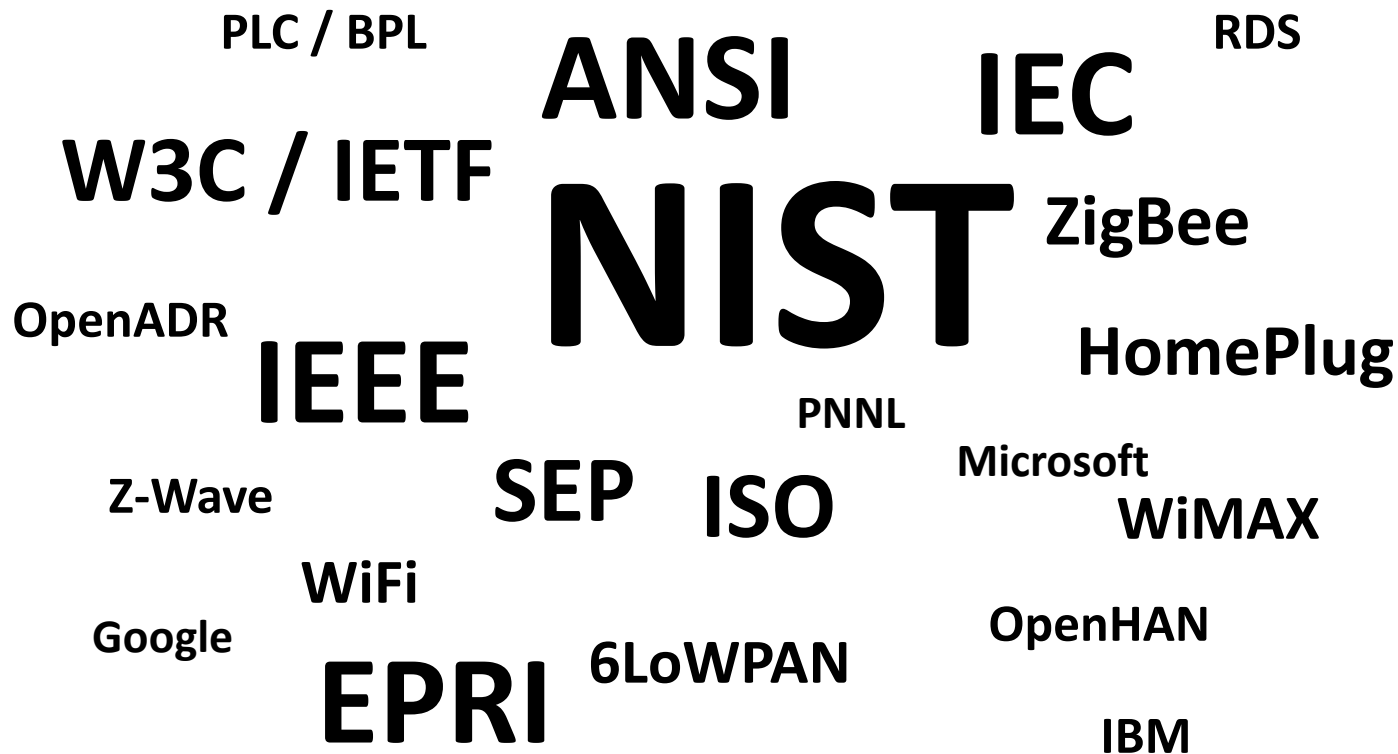 PLC / BPL
ANSI
IEC
RDS
W3C / IETF
NIST
ZigBee
OpenADR
IEEE
HomePlug
PNNL
Microsoft
Z-Wave
SEP
ISO
WiMAX
WiFi
Google
EPRI
6LoWPAN
OpenHAN
IBM